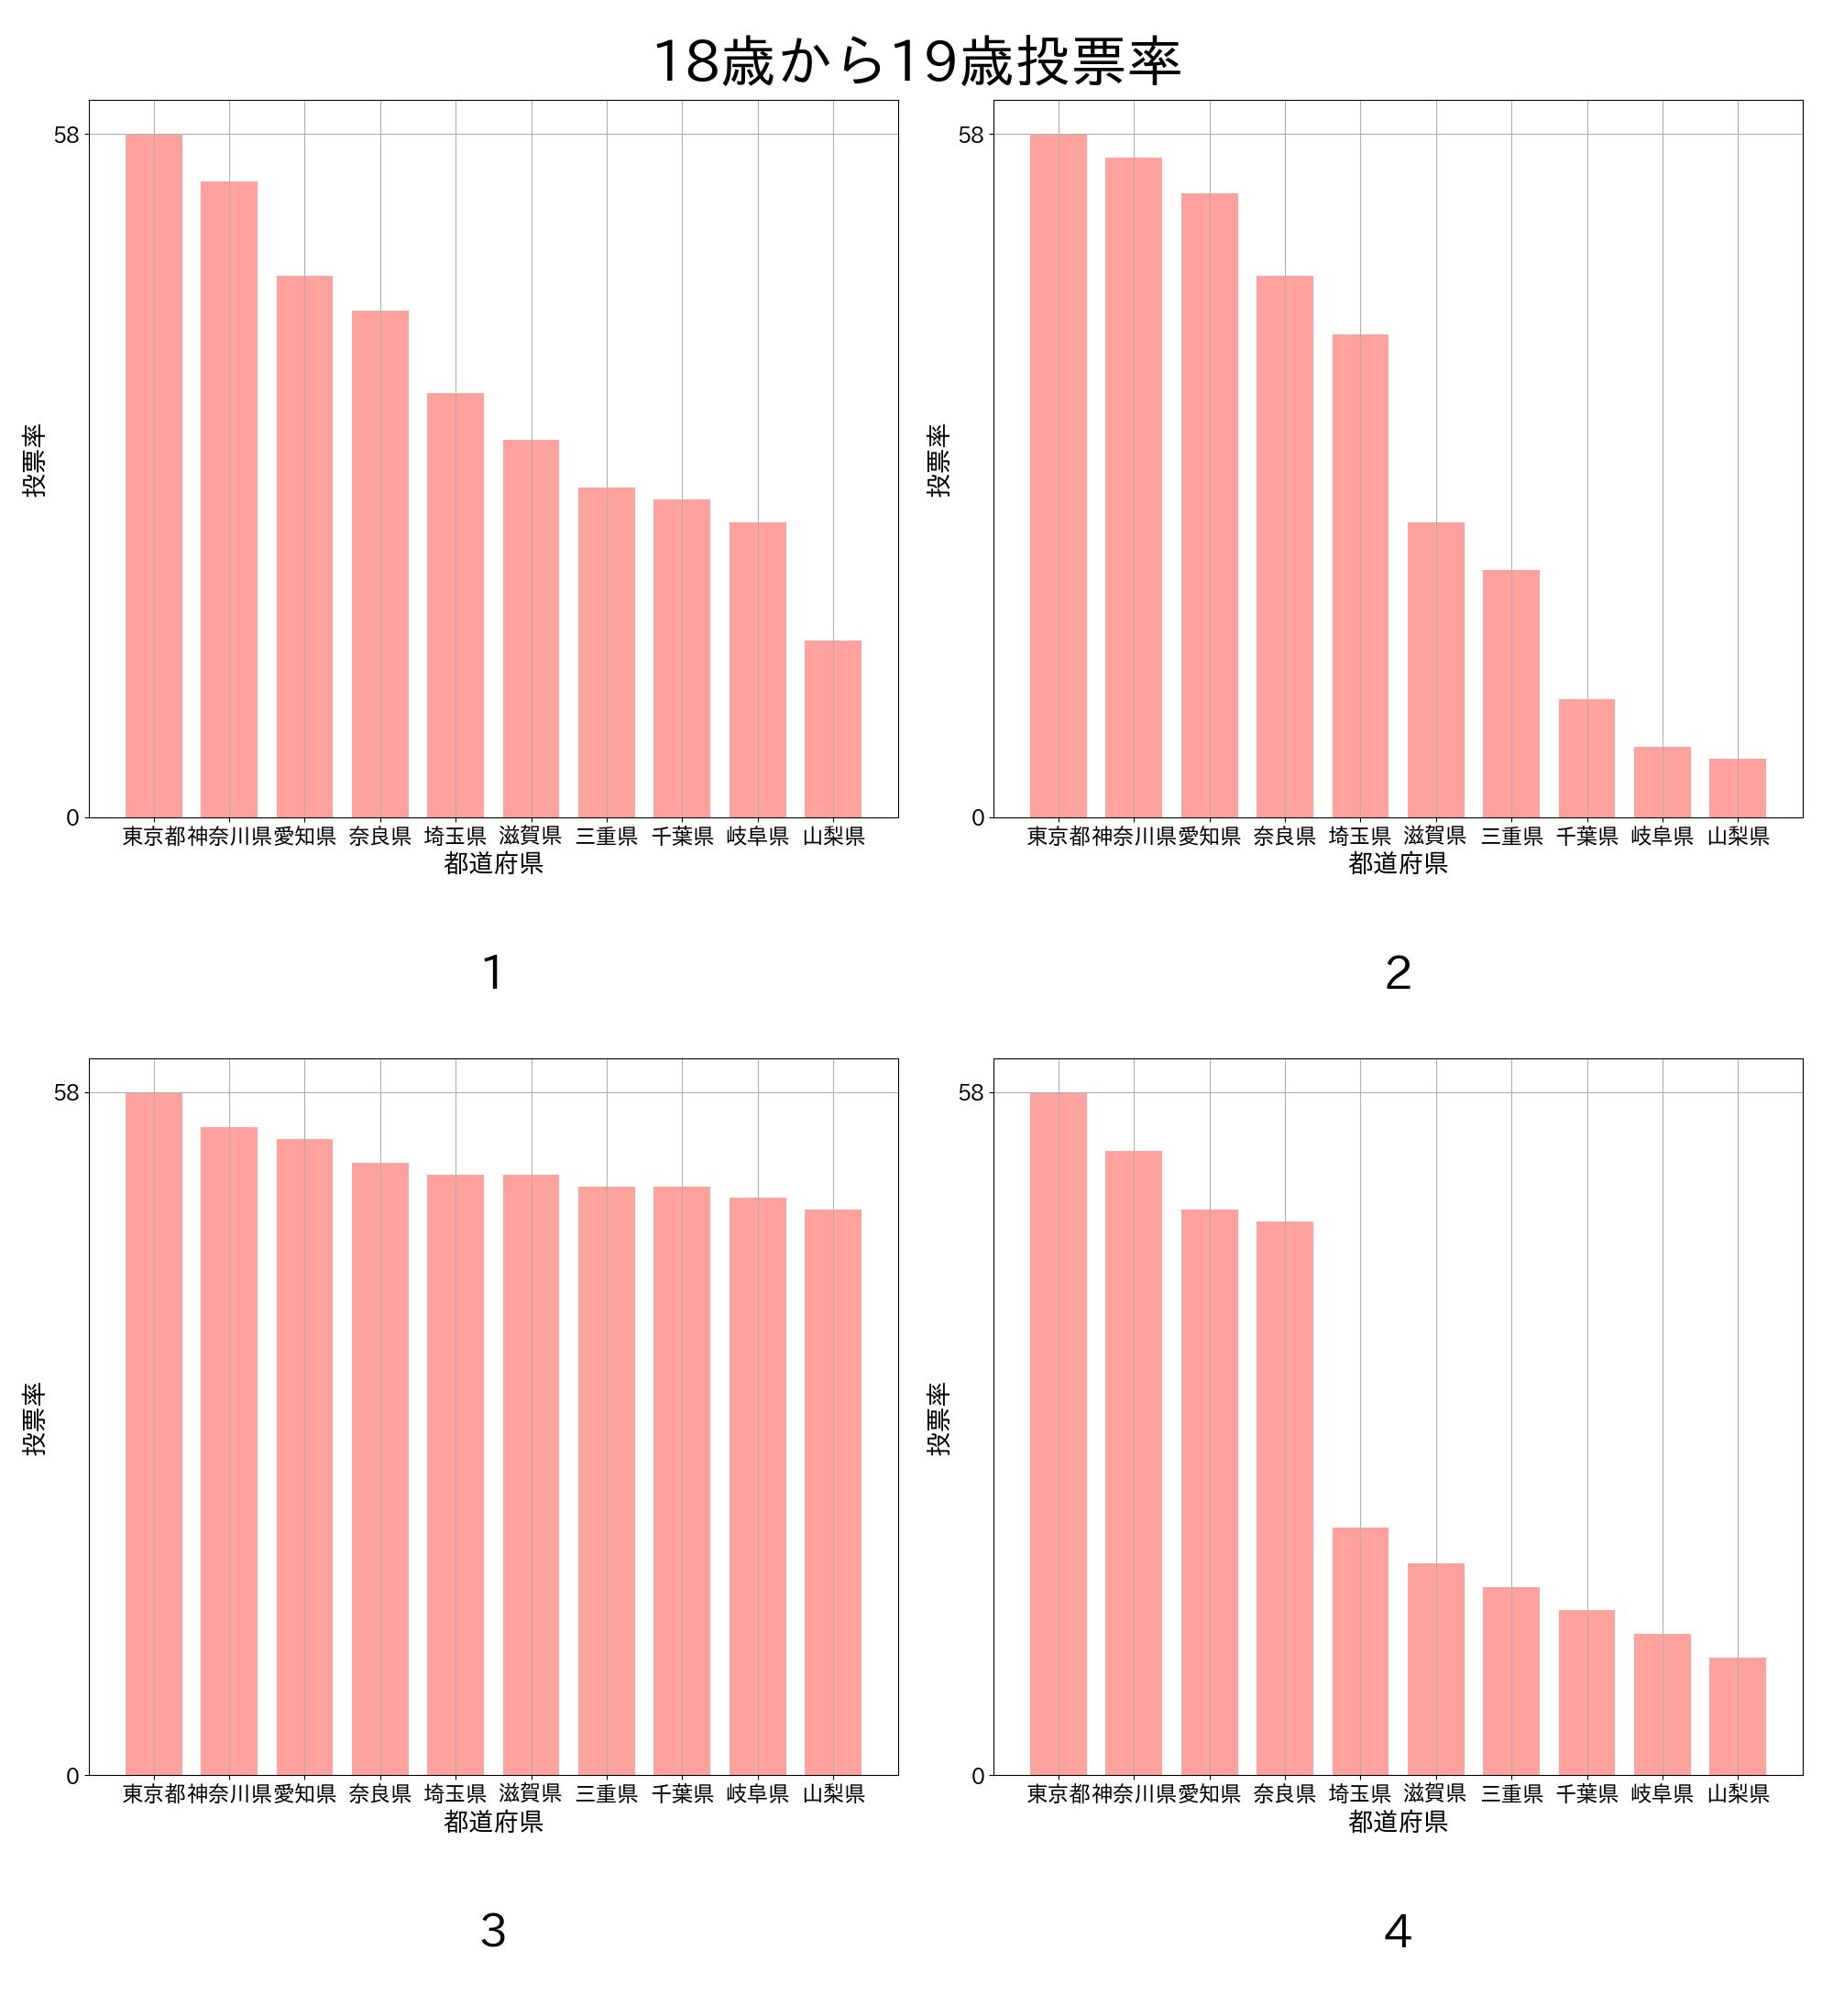 18歳から19歳投票率
58
0
投票率
東京都 神奈川県 愛知県 奈良県 埼玉県 滋賀県 三重県 千葉県 岐阜県 山梨県
都道府県
1
58
0
投票率
東京都 神奈川県 愛知県 奈良県 埼玉県 滋賀県 三重県 千葉県 岐阜県 山梨県
都道府県
2
58
0
投票率
東京都 神奈川県 愛知県 奈良県 埼玉県 滋賀県 三重県 千葉県 岐阜県 山梨県
都道府県
3
58
0
投票率
東京都 神奈川県 愛知県 奈良県 埼玉県 滋賀県 三重県 千葉県 岐阜県 山梨県
都道府県
4